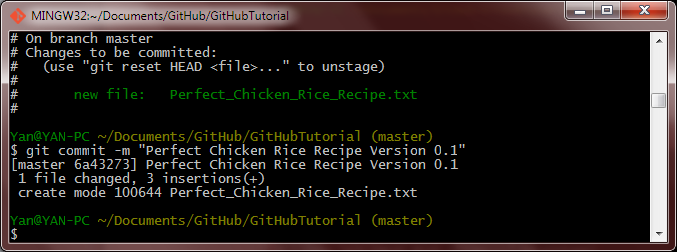 MINGW32:~/Documents/GitHub/GitHubTutorial
# On branch master
# Changes to be committed:
#   (use "git reset HEAD <file>..." to unstage)
#
#       new file:   Perfect_Chicken_Rice_Recipe.txt
#
Yan@YAN-PC ~/Documents/GitHub/GitHubTutorial (master)
$ git commit -m "Perfect Chicken Rice Recipe Version 0.1"
[master 6a43273] Perfect Chicken Rice Recipe Version 0.1
 1 file changed, 3 insertions(+)
 create mode 100644 Perfect_Chicken_Rice_Recipe.txt
Yan@YAN-PC ~/Documents/GitHub/GitHubTutorial (master)
$